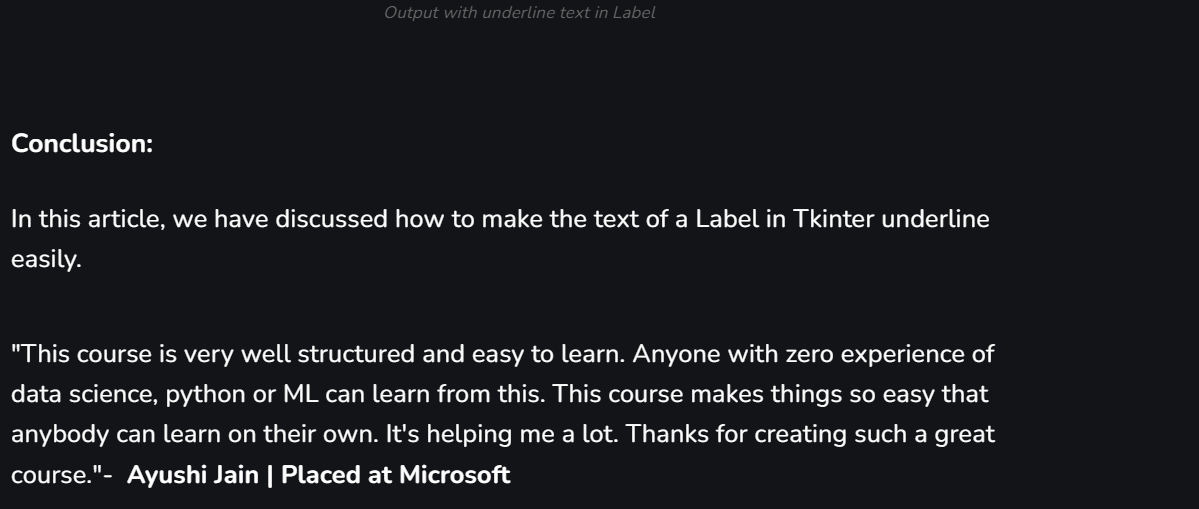 Output with underline text in Label
Conclusion:
In this article, we have discussed how to make the text of a Label in Tkinter underline
easily.
"This course is very well structured and easy to learn. Anyone with zero experience of
data science, python or ML can learn from this. This course makes things so easy that
anybody can learn on their own. It's helping me a lot. Thanks for creating such a great
course."-  Ayushi Jain | Placed at Microsoft